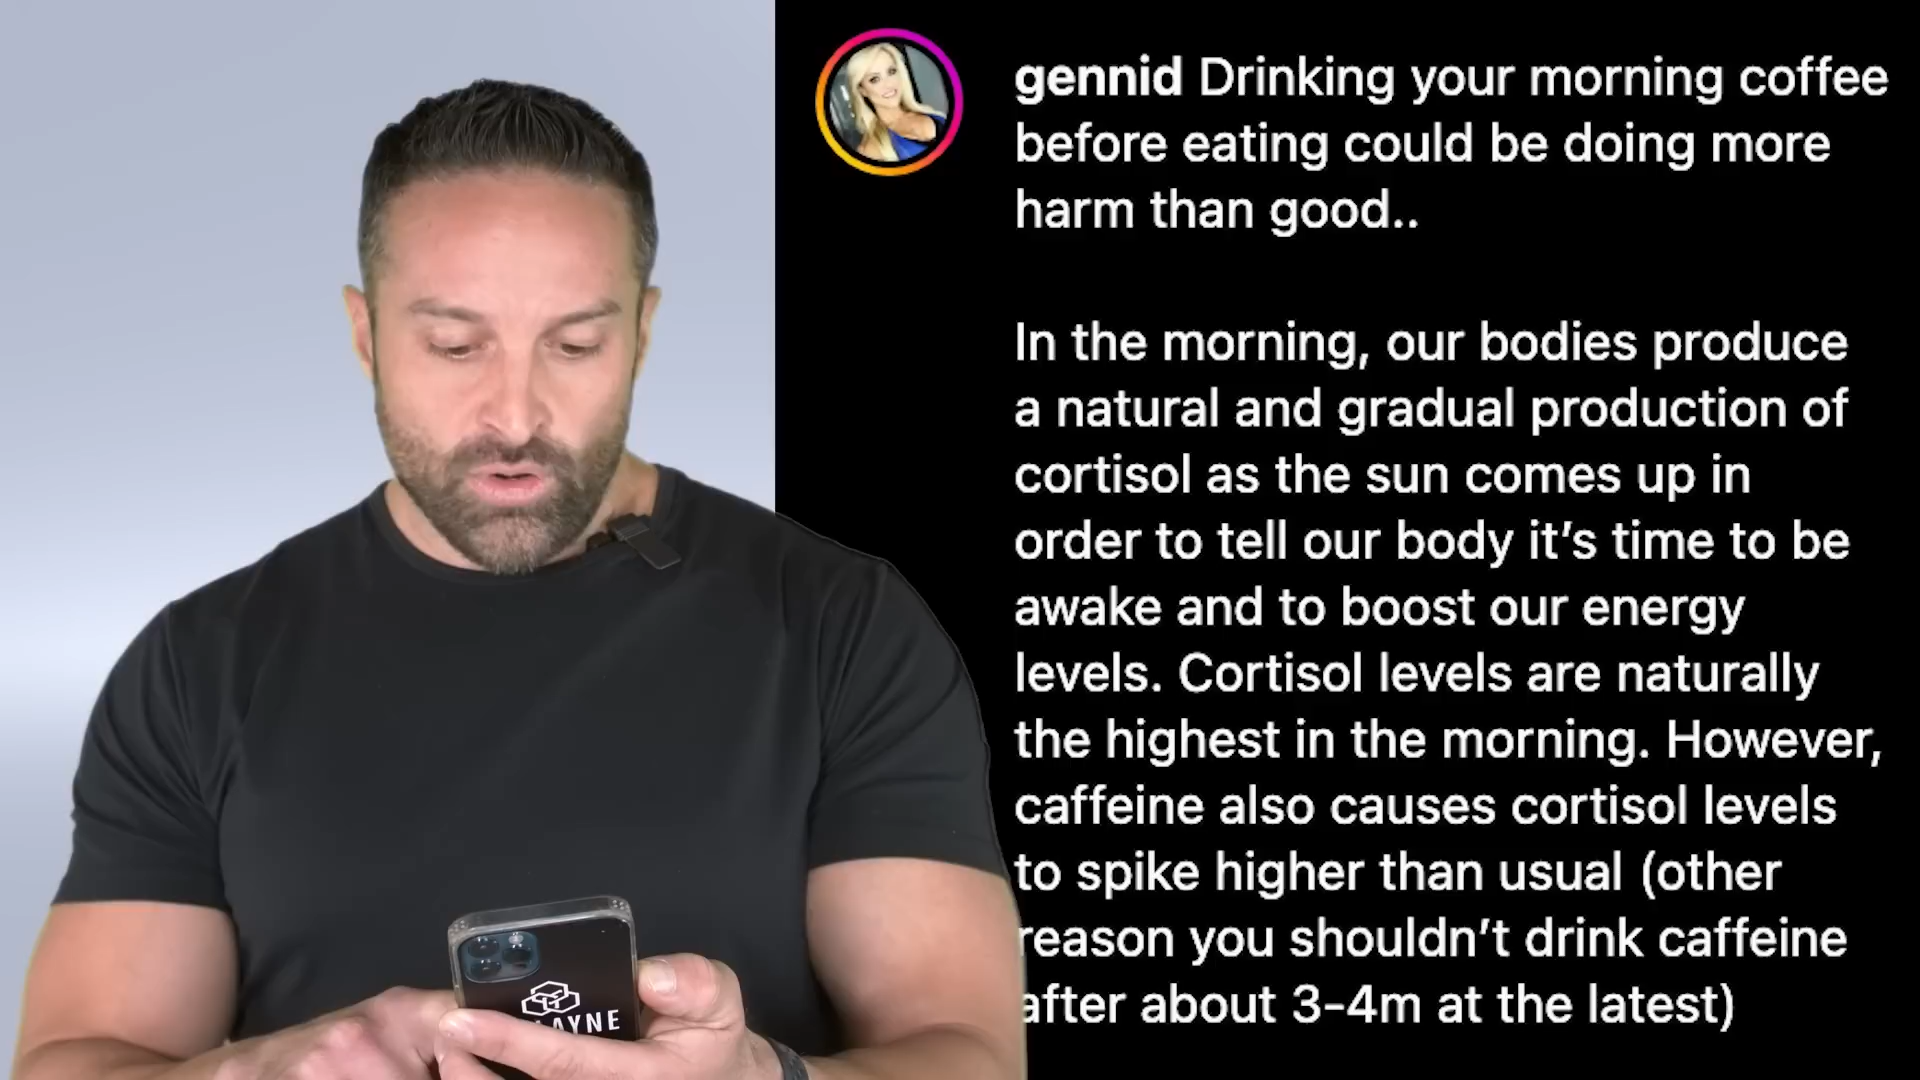 gennid Drinking your morning coffee
before eating could be doing more
harm than good..
In the morning, our bodies produce
a natural and gradual production of
cortisol as the sun comes up in
order to tell our body it’s time to be
awake and to boost our energy
levels. Cortisol levels are naturally
the highest in the morning. However,
caffeine also causes cortisol levels
to spike higher than usual (other
reason you shouldn’t drink caffeine
after about 3-4m at the latest)